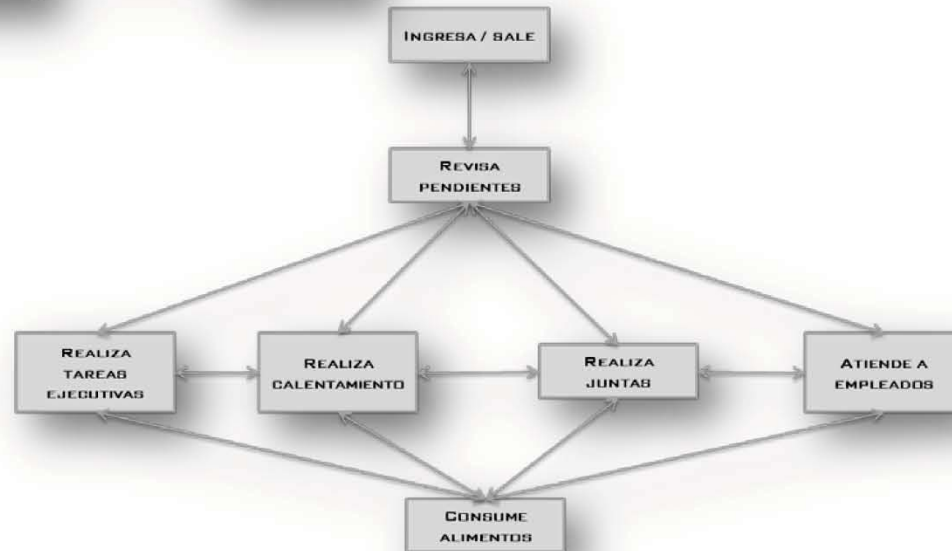 INGRESA / SALE
REVISA
PENDIENTES
REALIZA
TAREAS
EJECUTIVAS
REALIZA
CALENTAMIENTO
REALIZA
JUNTAS
ATIENDE A
EMPLEADOS
CONSUME
ALIMENTOS